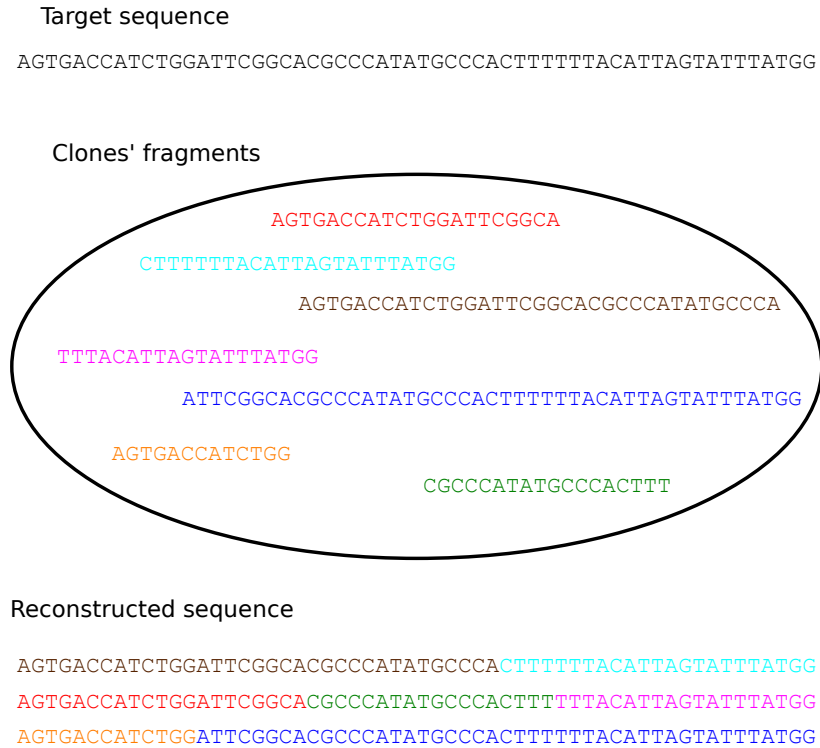 Target sequence
AGTGACCATCTGGATTCGGCACGCCCATATGCCCACTTTTTTACATTAGTATTTATGG
Clones' fragments
AGTGACCATCTGGATTCGGCA
CTTTTTTACATTAGTATTTATGG
AGTGACCATCTGGATTCGGCACGCCCATATGCCCA
TTTACATTAGTATTTATGG
ATTCGGCACGCCCATATGCCCACTTTTTTACATTAGTATTTATGG
AGTGACCATCTGG
CGCCCATATGCCCACTTT
Reconstructed sequence
AGTGACCATCTGGATTCGGCACGCCCATATGCCCACTTTTTTACATTAGTATTTATGG
AGTGACCATCTGGATTCGGCACGCCCATATGCCCACTTTTTTACATTAGTATTTATGG
AGTGACCATCTGGATTCGGCACGCCCATATGCCCACTTTTTTACATTAGTATTTATGG